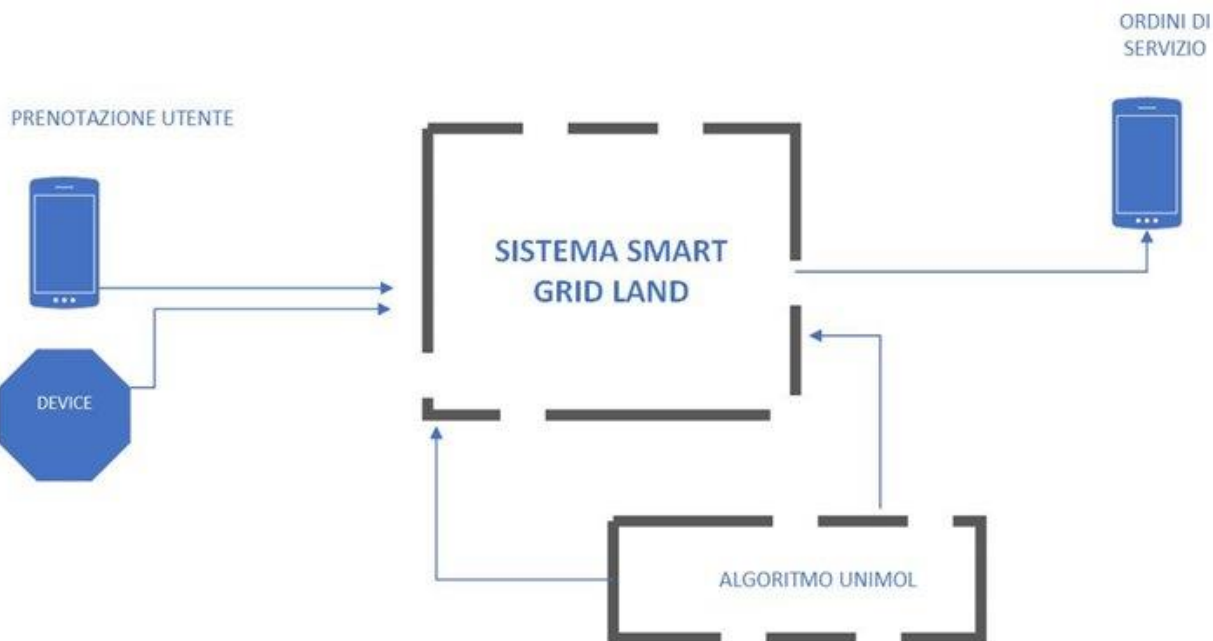 ORDINI DI
SERVIZIO
PRENOTAZIONE UTENTE
SISTEMA SMART
GRID LAND
DEVICE
ALGORITMO UNIMOL